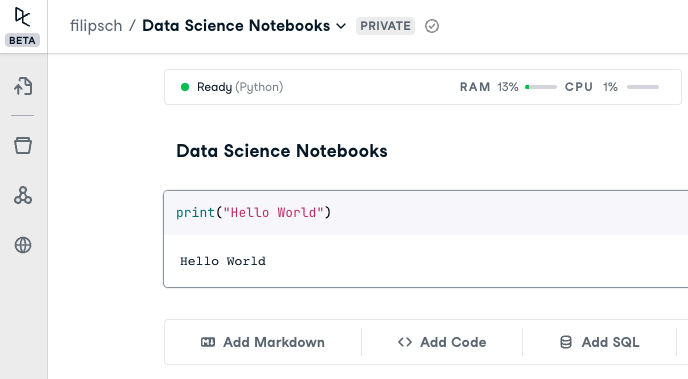 filipsch / Data Science Notebooks PRIVATE
BETA
Ready (Python) RAM 13% CPU 1%
Data Science Notebooks
print("Hello World")
Hello World
Add Markdown Add Code Add SQL